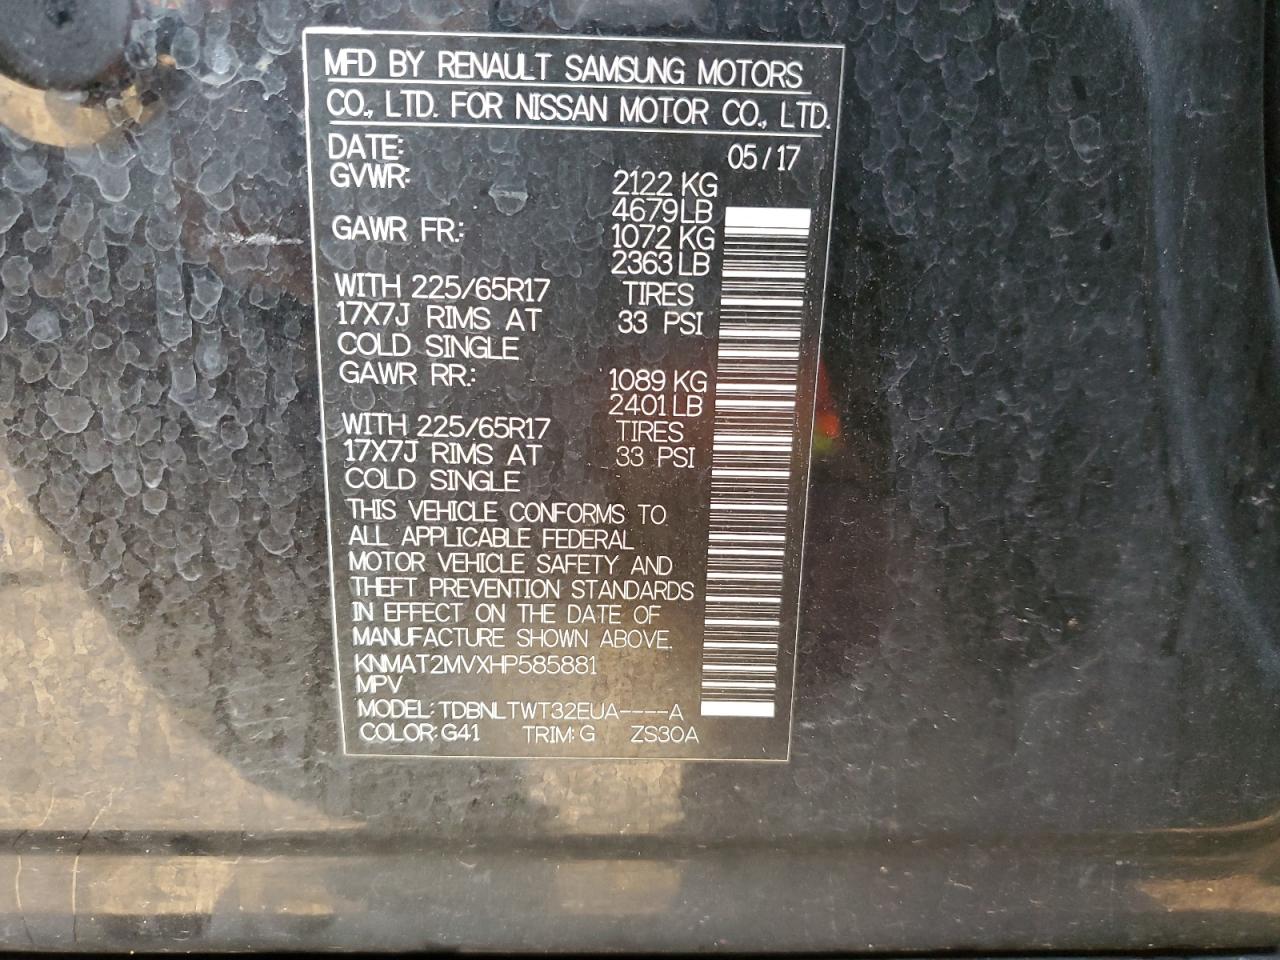 MFD BY RENAULT SAMSUNG MOTORS
CO., LTD. FOR NISSAN MOTOR CO., LTD.
DATE: 05/17
GVWR: 2122 KG
4679 LB
GAWR FR.: 1072 KG
2363 LB
WITH 225/65R17 TIRES
17X7J RIMS AT 33 PSI
COLD SINGLE
GAWR RR.: 1089 KG
2401 LB
WITH 225/65R17 TIRES
17X7J RIMS AT 33 PSI
COLD SINGLE
THIS VEHICLE CONFORMS TO
ALL APPLICABLE FEDERAL
MOTOR VEHICLE SAFETY AND
THEFT PREVENTION STANDARDS
IN EFFECT ON THE DATE OF
MANUFACTURE SHOWN ABOVE.
KNMAT2MVXHP585881
MPV
MODEL: TDBNLTWT32EUA----A
COLOR: G41 TRIM: G ZS30A